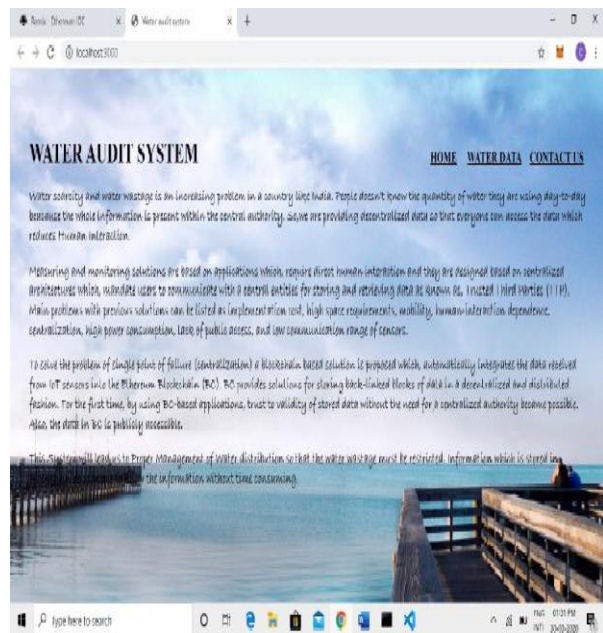 Remix - Ethereum IDE
Water audit system
localhost:3000
WATER AUDIT SYSTEM
HOME WATER DATA CONTACT US
Water scarcity and water wastage is an increasing problem in a country like India. People doesn't know the quantity of water they are using day-to-day
because the whole information is present within the central authority. So,we are providing decentralized data so that everyone can access the data which
reduces Human Interaction.
Measuring and monitoring solutions are based on applications which, require direct human interaction and they are designed based on centralized
architectures which, mandate users to communicate with a central entities for storing and retrieving data as known as, Trusted Third Parties (TTP).
Main problems with previous solutions can be listed as implementation cost, high space requirements, mobility, human-interaction dependence,
centralization, high power consumption, lack of public access, and low communication range of sensors.
To solve the problem of single point of failure (centralization) a blockchain based solution is proposed which, automatically integrates the data received
from IoT sensors into the Ethereum Blockchain (BC). BC provides solutions for storing back-linked blocks of data in a decentralized and distributed
fashion. For the first time, by using BC-based applications, trust to validity of stored data without the need for a centralized authority became possible.
Also, the data in BC is publicly accessible.
This System will lead us to Proper Management of Water distribution so that the water wastage must be restricted. Information which is stored in
the information without time consuming.
Type here to search
ENG 01:31 PM
INTL 30-03-2020